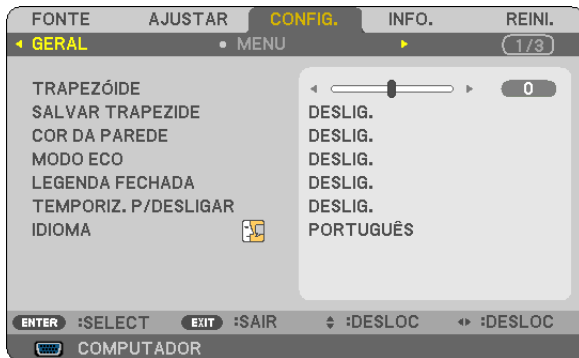 FONTE AJUSTAR CONFIG. INFO. REINI.
GERAL MENU (1/3)
TRAPEZÓIDE 0
SALVAR TRAPEZIDE DESLIG.
COR DA PAREDE DESLIG.
MODO ECO DESLIG.
LEGENDA FECHADA DESLIG.
TEMPORIZ. P/DESLIGAR DESLIG.
IDIOMA PORTUGUÊS
ENTER :SELECT EXIT :SAIR :DESLOC :DESLOC
COMPUTADOR